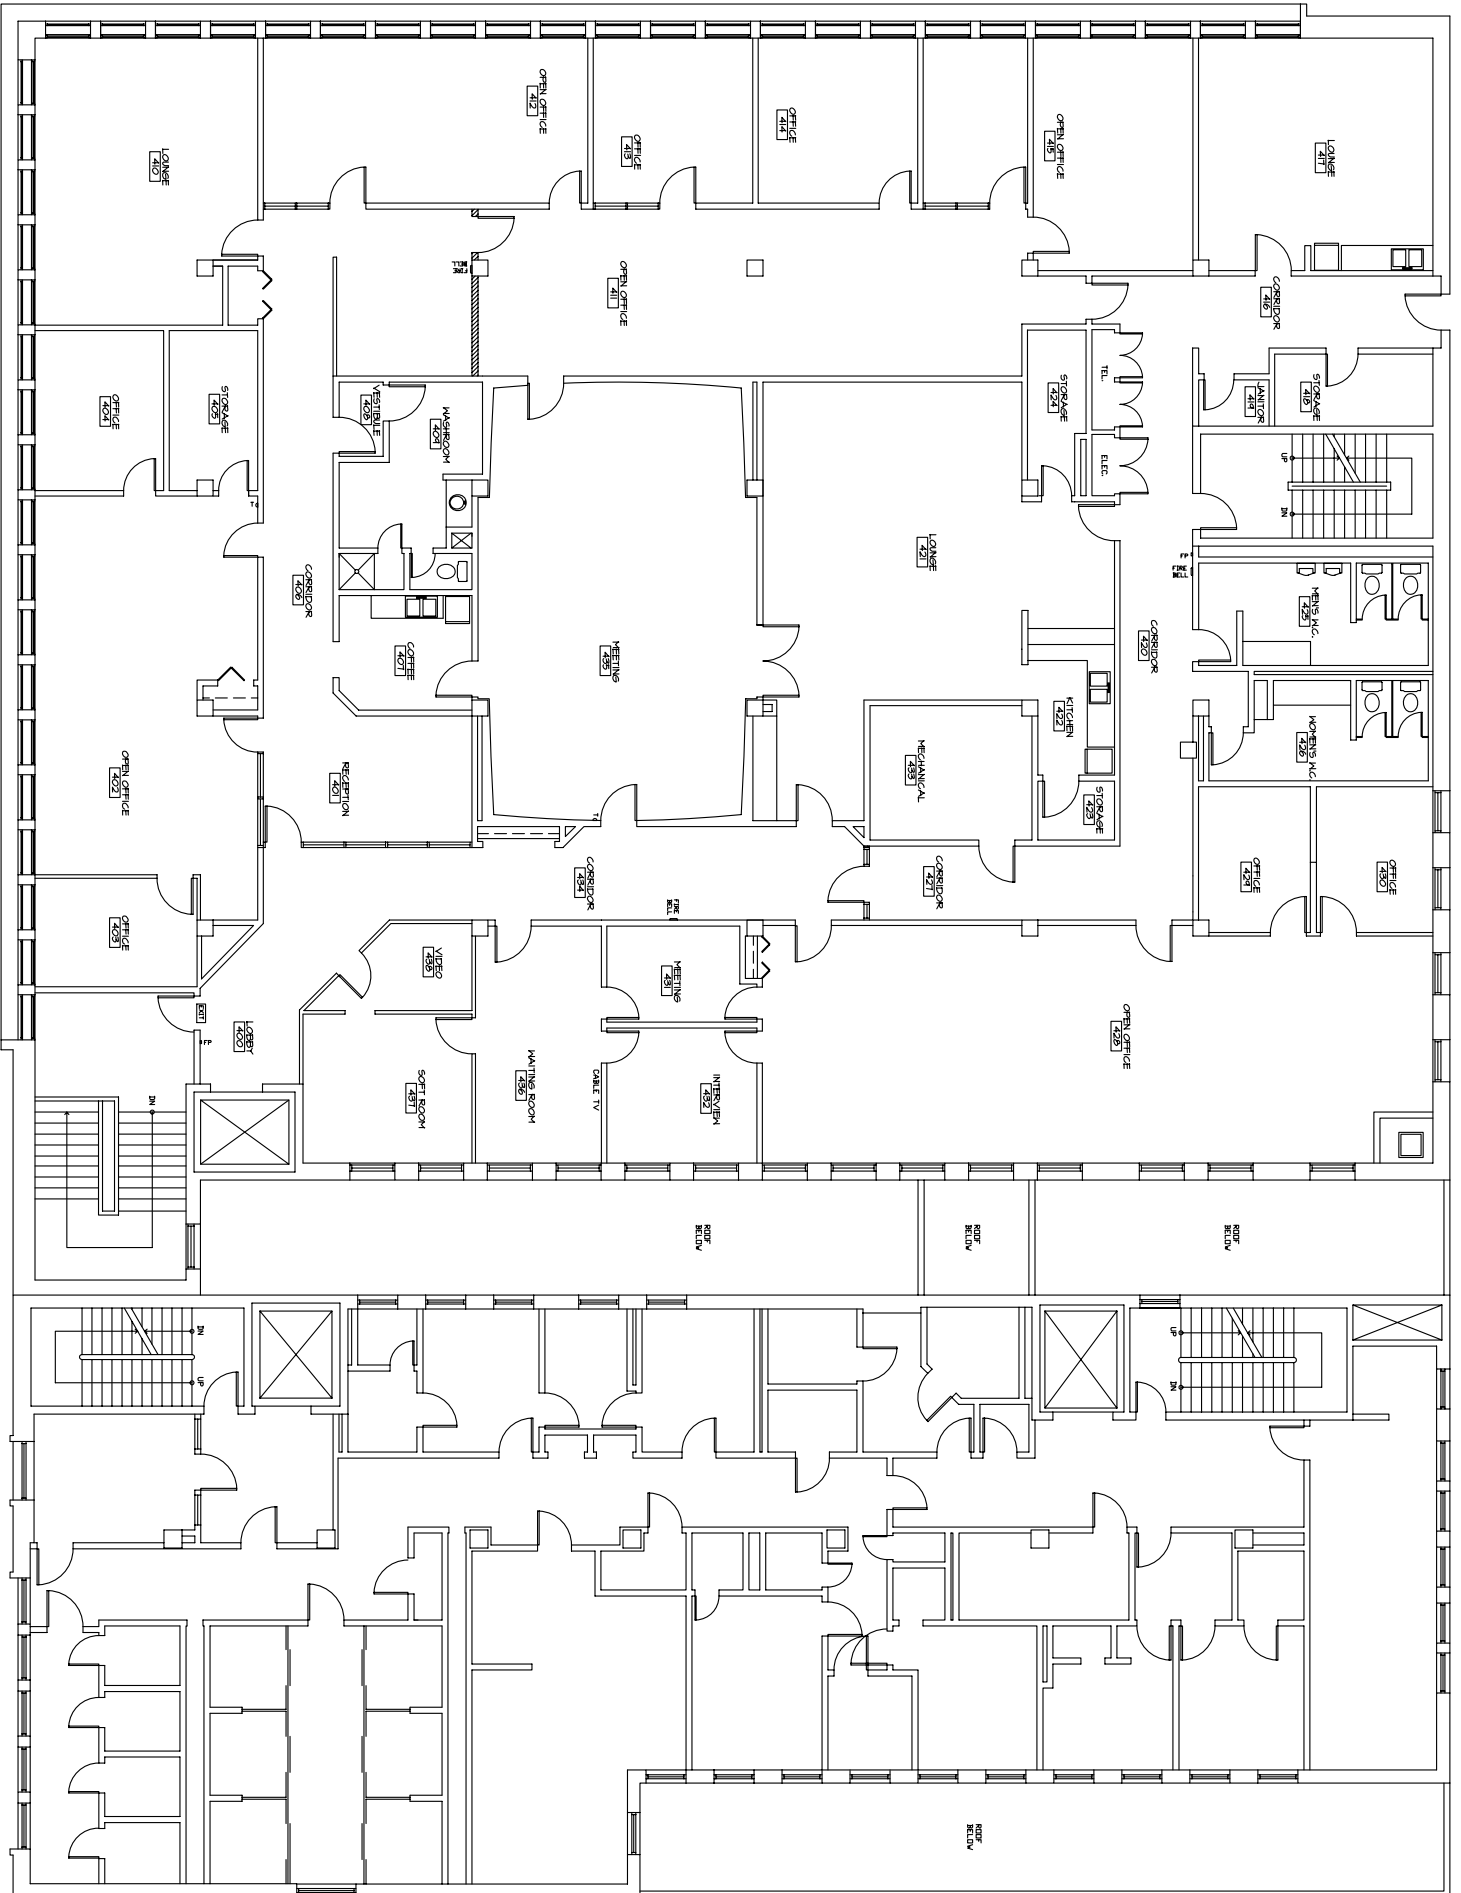 LOUNGE
410
OPEN OFFICE
412
OFFICE
413
OFFICE
414
OPEN OFFICE
415
LOUNGE
417
FIRE
BELL
OPEN OFFICE
411
CORRIDOR
416
OFFICE
404
STORAGE
405
VESTIBULE
408
WASHROOM
409
STORAGE
424
TEL.
ELEC.
JANITOR
419
STORAGE
418
UP
DN
CORRIDOR
406
COFFEE
407
MEETING
435
LOUNGE
421
FP
FIRE
BELL
CORRIDOR
420
MEN'S W.C.
425
KITCHEN
422
WOMEN'S W.C.
426
OPEN OFFICE
402
RECEPTION
401
MECHANICAL
433
STORAGE
423
OFFICE
403
CORRIDOR
434
CORRIDOR
427
OFFICE
429
OFFICE
430
FIRE
BELL
VIDEO
438
MEETING
431
EXIT
FP
LOBBY
400
OPEN OFFICE
428
SOFT ROOM
437
WAITING ROOM
436
CABLE TV
INTERVIEW
432
DN
ROOF
BELOW
ROOF
BELOW
ROOF
BELOW
DN
UP
UP
DN
ROOF
BELOW